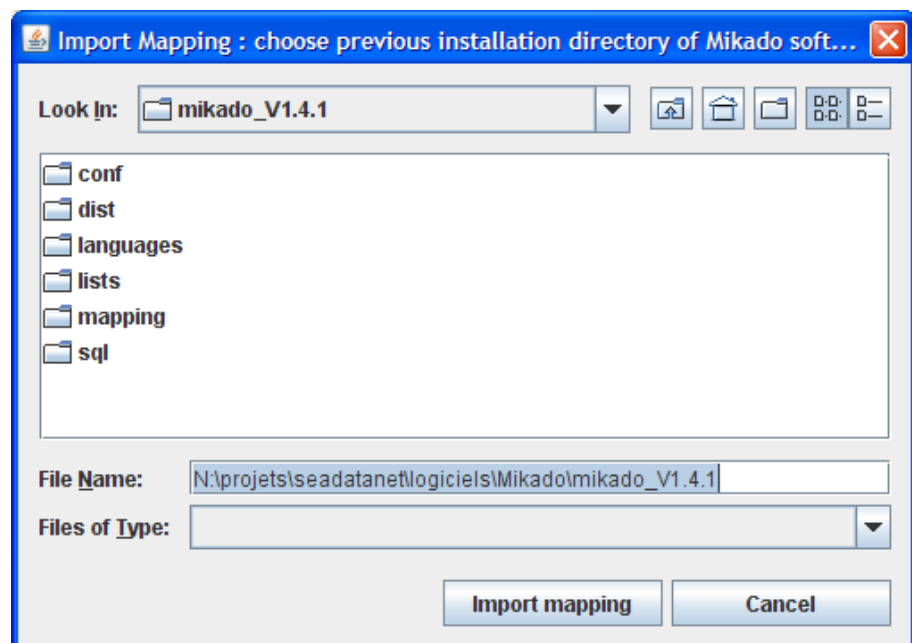 Import Mapping : choose previous installation directory of Mikado soft...
Look In: mikado_V1.4.1
conf
dist
languages
lists
mapping
sql
File Name: N:\projets\seadatanet\logiciels\Mikado\mikado_V1.4.1
Files of Type:
Import mapping Cancel